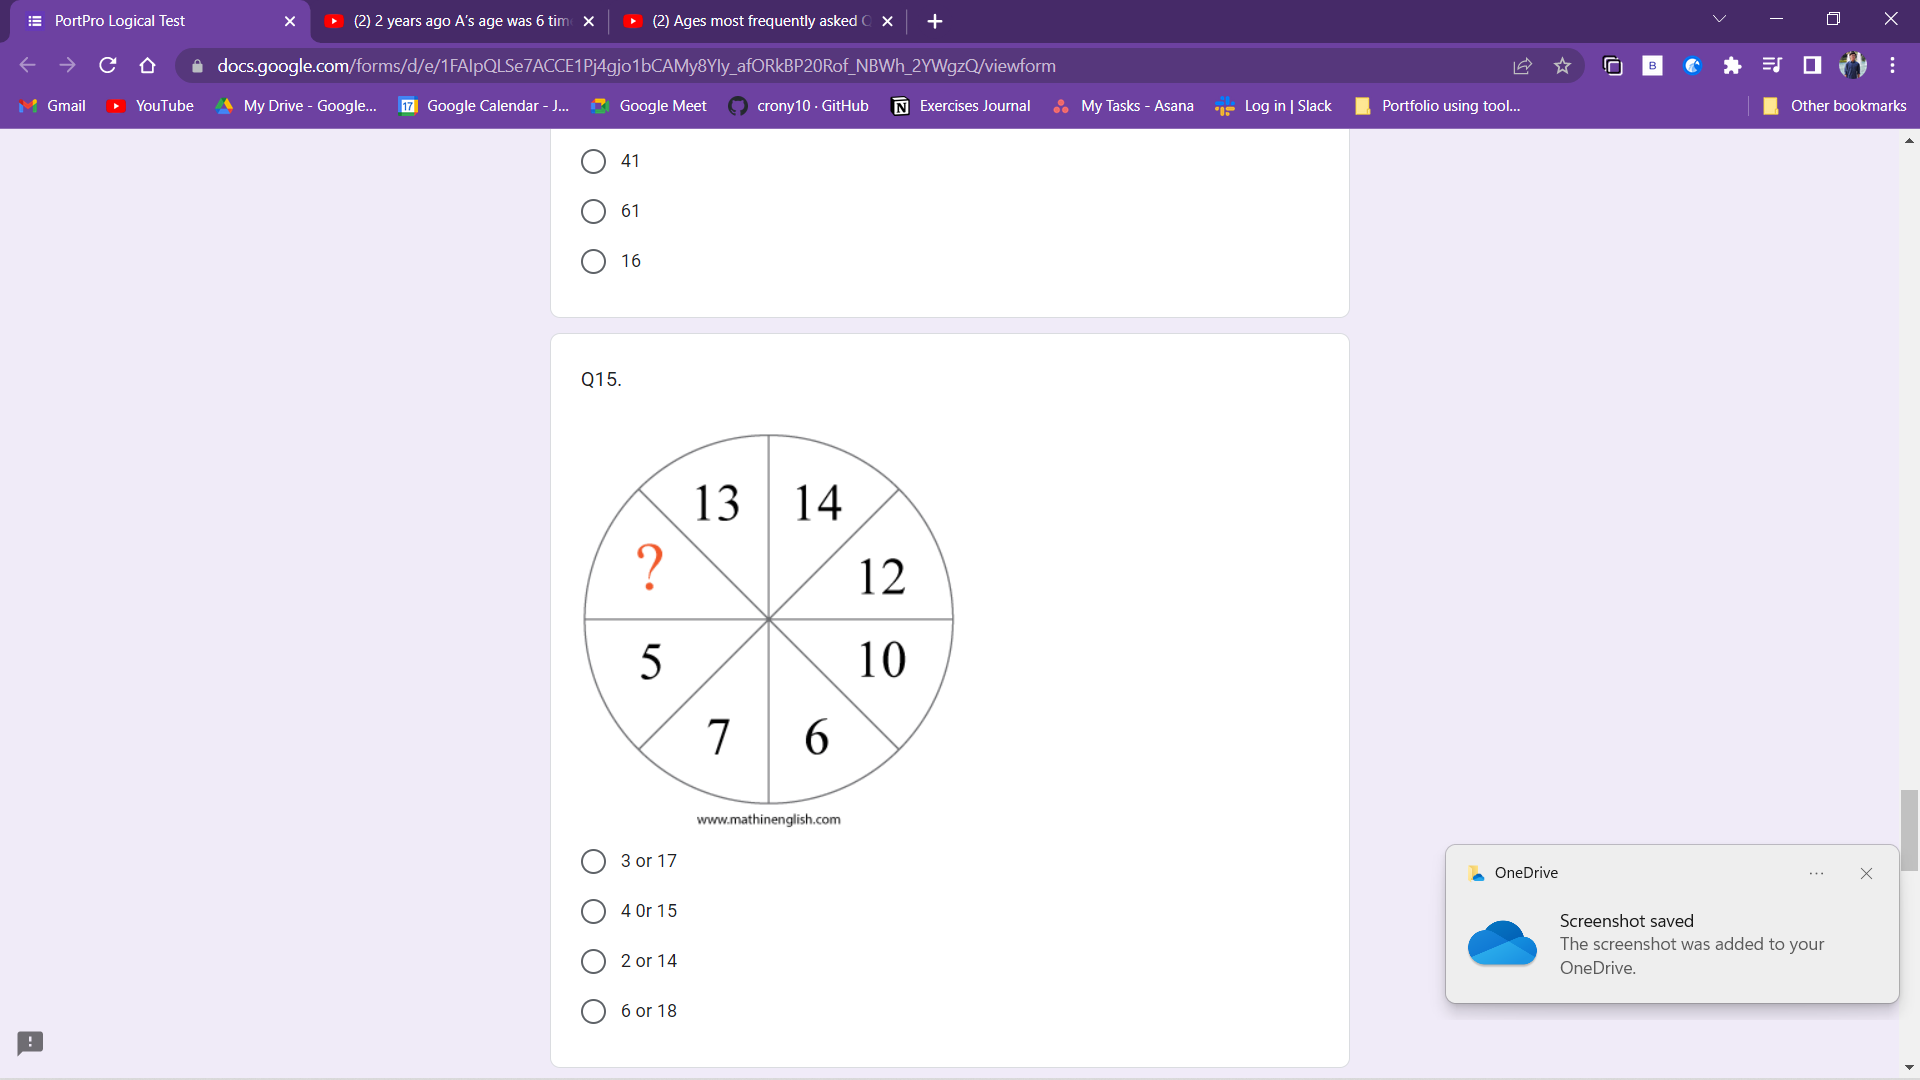 PortPro Logical Test
(2) 2 years ago A's age was 6 tim
(2) Ages most frequently asked Q
docs.google.com/forms/d/e/1FAIpQLSe7ACCE1Pj4gjo1bCAMy8Yly_afORkBP20Rof_NBWh_2YWgzQ/viewform
Gmail
YouTube
My Drive - Google...
17
Google Calendar - J...
Google Meet
crony10 · GitHub
Exercises Journal
My Tasks - Asana
Log in | Slack
Portfolio using tool...
Other bookmarks
41
61
16
Q15.
13
14
?
12
5
10
7
6
www.mathinenglish.com
3 or 17
4 0r 15
2 or 14
6 or 18
OneDrive
Screenshot saved
The screenshot was added to your
OneDrive.